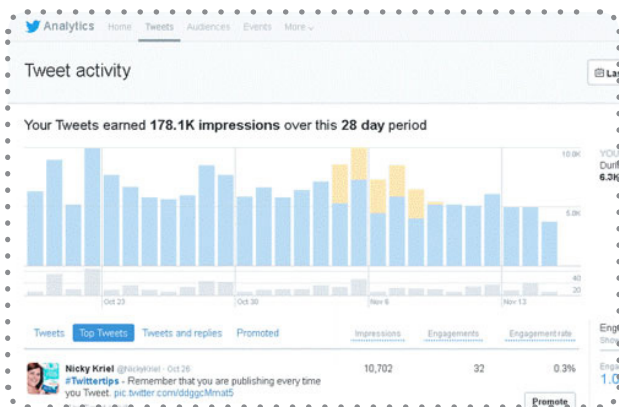 Analytics Home Tweets Audiences Events More
Tweet activity
Your Tweets earned 178.1K impressions over this 28 day period
10.0K
5.0K
40
20
Oct 23 Oct 30 Nov 6 Nov 13
6.3K
Tweets Top Tweets Tweets and replies Promoted Impressions Engagements Engagement rate
Nicky Kriel @NickyKriel · Oct 26 10,702 32 0.3%
#Twittertips - Remember that you are publishing every time
you Tweet. pic.twitter.com/ddggcMmat5
Promote